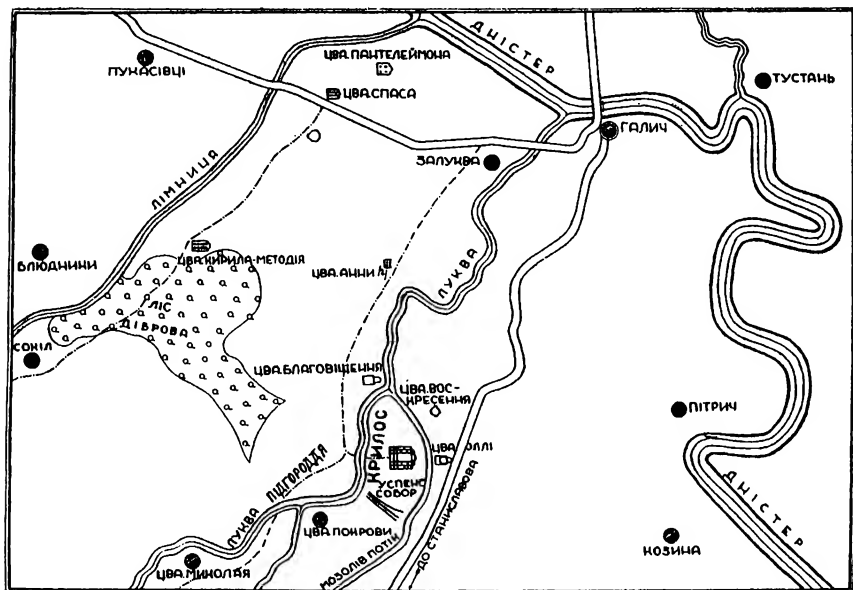 ЦВА. ПАНТЕЛЕЙМОНА
ДНІСТЕР
ПУКАСІВЦІ
ТУСТАНЬ
ЦВА. СПАСА
ГАЛИЧ
ЗАЛУКВА
ЛІМНИЦА
БЛЮДНИНИ
ЦВА. КИРИЛА-МЕТОДІЯ
ЦВА. АННИ
ЛУКВА
ЛІС
ДІБРОВА
СОКІЛ
ЦВА. БЛАГОВІЩЕННЯ
ЦВА. ВОС-
КРЕСЕННЯ
ПІТРИЧ
КРИЛОС
ЦВА. ІЛЛІ
УСПЕНС
СОБОР
ПІДГОРОДДЯ
ЛУКВА
ДО СТАНИСЛАВОВА
ДНІСТЕР
ЦВА. ПОКРОВИ
МОЗОЛІВ ПОТІК
КОЗИНА
ЦВА. МИКОЛАЯ